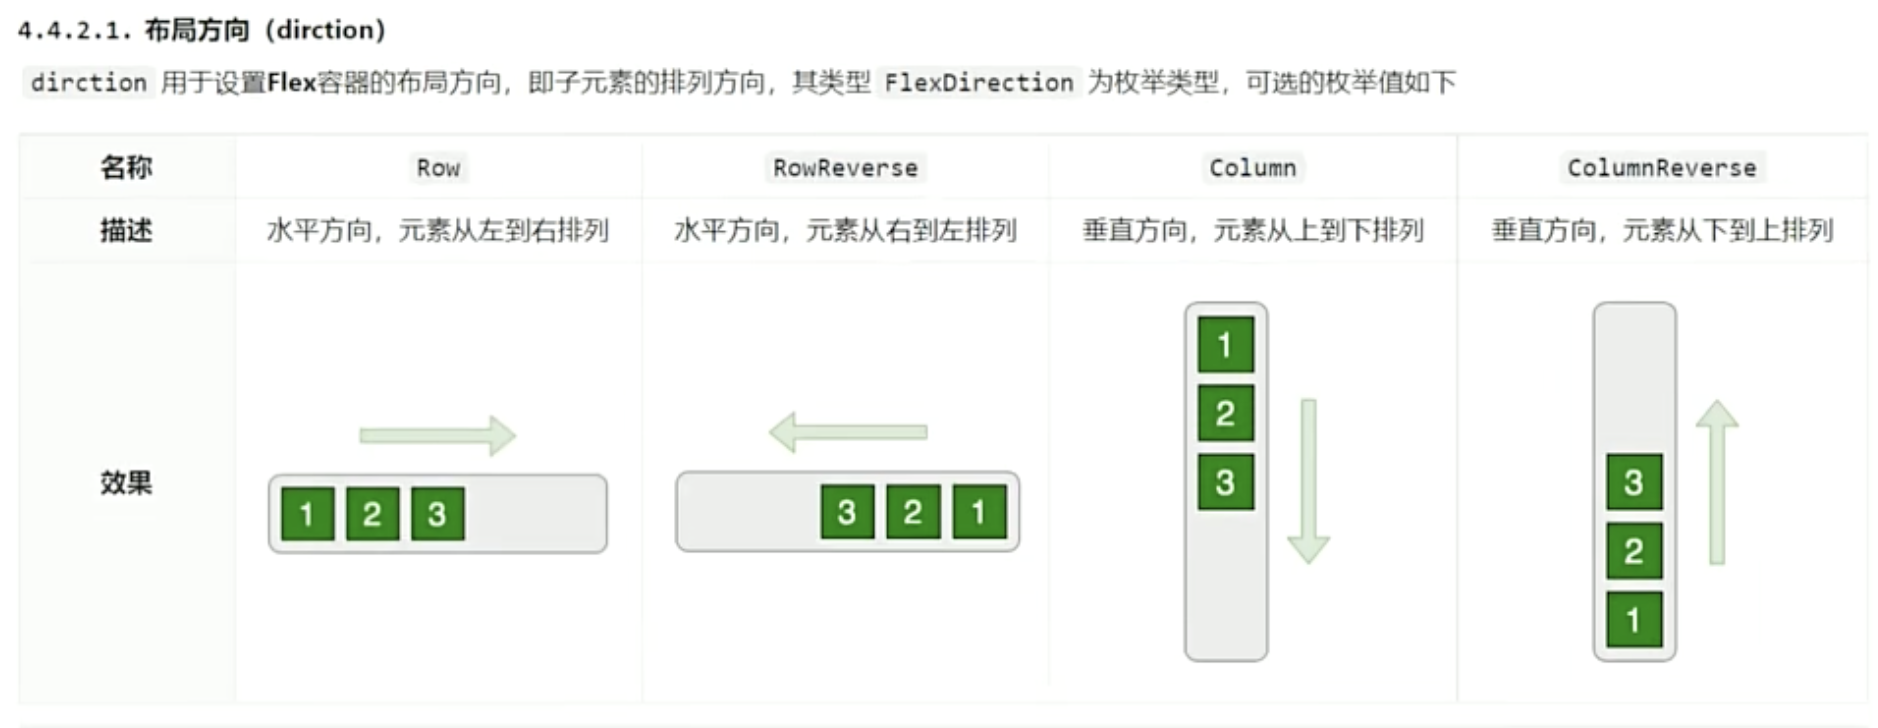 4.4.2.1. 布局方向（dirction）
dirction 用于设置Flex容器的布局方向，即子元素的排列方向，其类型 FlexDirection 为枚举类型，可选的枚举值如下
名称 Row RowReverse Column ColumnReverse
描述 水平方向，元素从左到右排列 水平方向，元素从右到左排列 垂直方向，元素从上到下排列 垂直方向，元素从下到上排列
效果
1 2 3
3 2 1
1
2
3
3
2
1